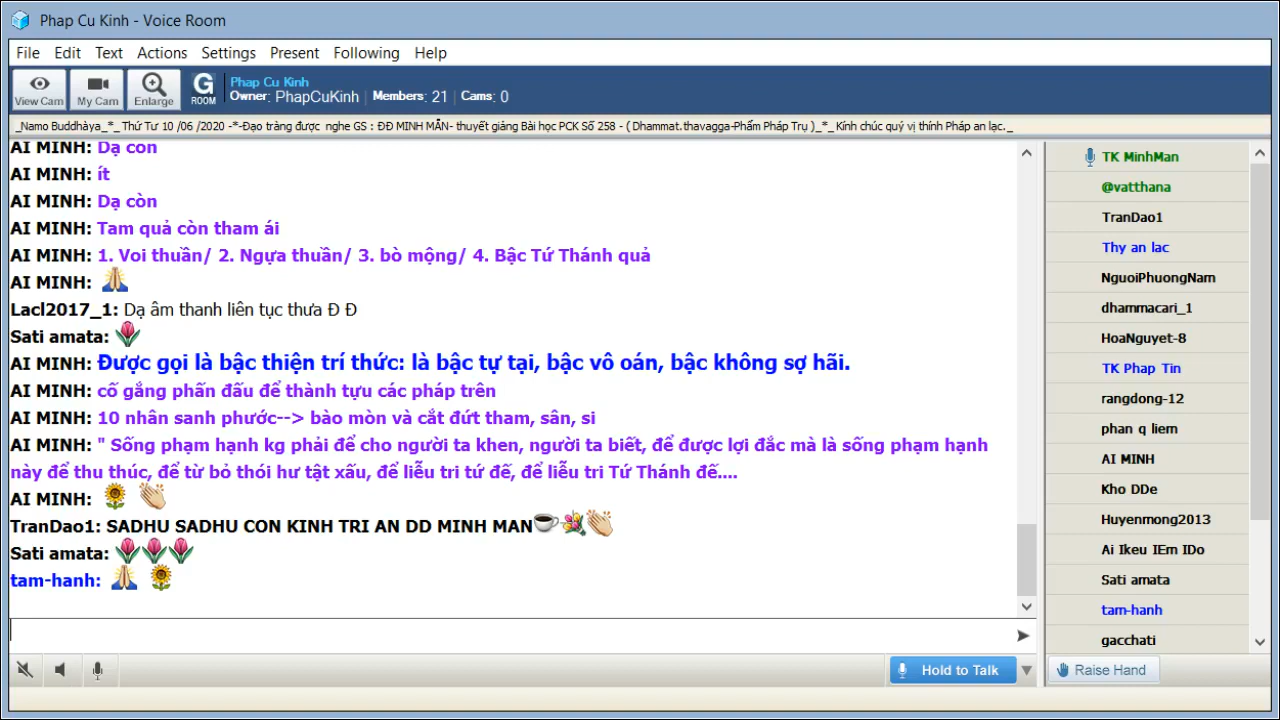 Phap Cu Kinh - Voice Room
File Edit Text Actions Settings Present Following Help
View Cam My Cam Enlarge G ROOM
Phap Cu Kinh
Owner: PhapCuKinh Members: 21 Cams: 0
_Namo Buddhàya_*_ Thứ Tư 10 /06 /2020 -*-Đạo tràng được nghe GS : ĐĐ MINH MẪN- thuyết giảng Bài học PCK Số 258 - ( Dhammat.thavagga-Phẩm Pháp Trụ )_*_ Kính chúc quý vị thính Pháp an lạc._
AI MINH: Dạ con
AI MINH: ít
AI MINH: Dạ còn
AI MINH: Tam quả còn tham ái
AI MINH: 1. Voi thuần/ 2. Ngựa thuần/ 3. bò mộng/ 4. Bậc Tứ Thánh quả
AI MINH:
Lacl2017_1: Dạ âm thanh liên tục thưa Đ Đ
Sati amata:
AI MINH: Được gọi là bậc thiện trí thức: là bậc tự tại, bậc vô oán, bậc không sợ hãi.
AI MINH: cố gắng phấn đấu để thành tựu các pháp trên
AI MINH: 10 nhân sanh phước--> bào mòn và cắt đứt tham, sân, si
AI MINH: " Sống phạm hạnh kg phải để cho người ta khen, người ta biết, để được lợi đắc mà là sống phạm hạnh
này để thu thúc, để từ bỏ thói hư tật xấu, để liễu tri tứ đế, để liễu tri Tứ Thánh đế....
AI MINH:
TranDao1: SADHU SADHU CON KINH TRI AN DD MINH MAN
Sati amata:
tam-hanh:
TK MinhMan
@vatthana
TranDao1
Thy an lac
NguoiPhuongNam
dhammacari_1
HoaNguyet-8
TK Phap Tin
rangdong-12
phan q liem
AI MINH
Kho DDe
Huyenmong2013
Ai Ikeu IEm IDo
Sati amata
tam-hanh
gacchati
Hold to Talk
Raise Hand